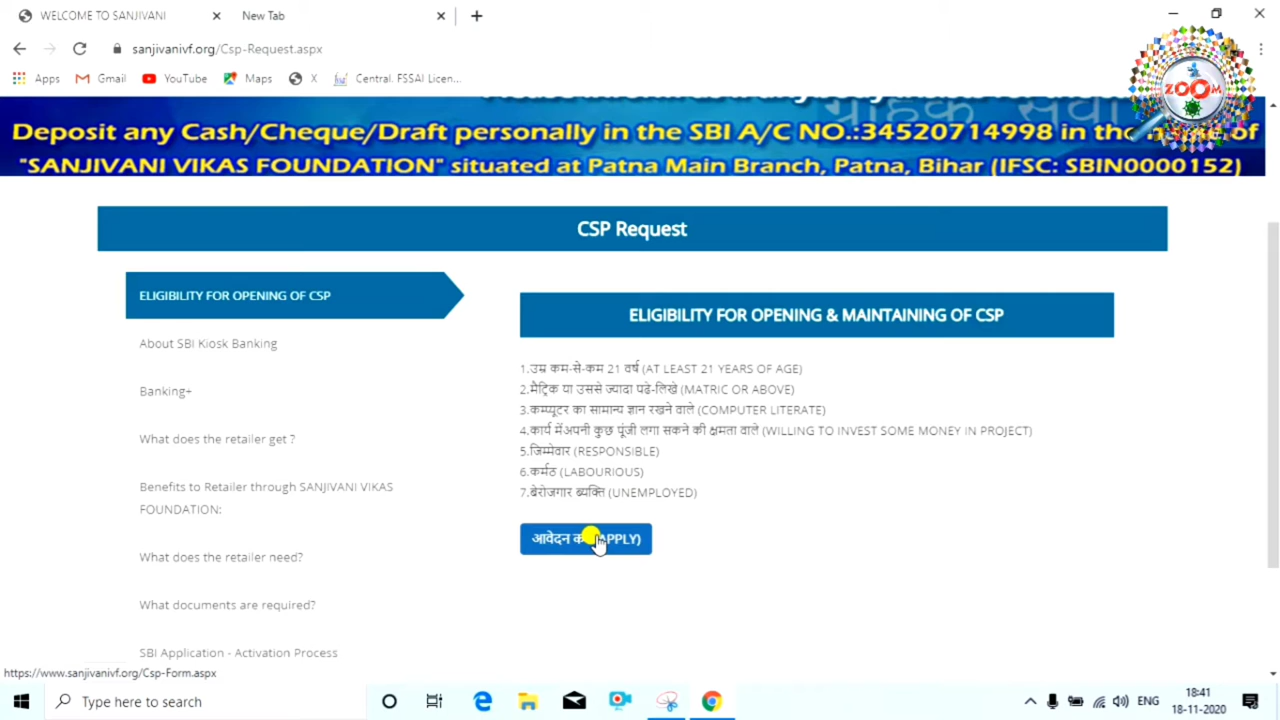 WELCOME TO SANJIVANI
New Tab
sanjivanivf.org/Csp-Request.aspx
Apps Gmail YouTube Maps X Central. FSSAI Licen...
ZOOM
ग्राहक सेवा
Deposit any Cash/Cheque/Draft personally in the SBI A/C NO.:34520714998 in the of
"SANJIVANI VIKAS FOUNDATION" situated at Patna Main Branch, Patna, Bihar (IFSC: SBIN0000152)
CSP Request
ELIGIBILITY FOR OPENING OF CSP
ELIGIBILITY FOR OPENING & MAINTAINING OF CSP
About SBI Kiosk Banking
Banking+
What does the retailer get ?
Benefits to Retailer through SANJIVANI VIKAS
FOUNDATION:
What does the retailer need?
What documents are required?
SBI Application - Activation Process
1.उम्र कम-से-कम 21 वर्ष (AT LEAST 21 YEARS OF AGE)
2.मैट्रिक या उससे ज्यादा पढे-लिखे (MATRIC OR ABOVE)
3.कम्प्यूटर का सामान्य ज्ञान रखने वाले (COMPUTER LITERATE)
4.कार्य मेंअपनी कुछ पूंजी लगा सकने की क्षमता वाले (WILLING TO INVEST SOME MONEY IN PROJECT)
5.जिम्मेवार (RESPONSIBLE)
6.कर्मठ (LABOURIOUS)
7.बेरोजगार ब्यक्ति (UNEMPLOYED)
आवेदन APPLY)
https://www.sanjivanivf.org/Csp-Form.aspx
Type here to search
ENG
18:41
18-11-2020